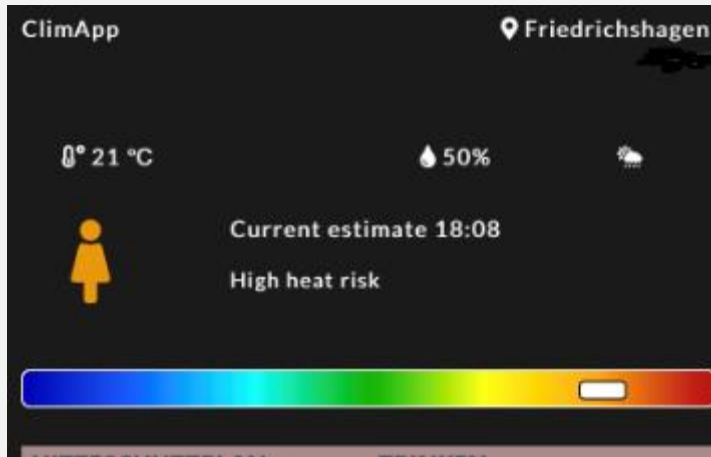 ClimApp Friedrichshagen
21 °C 50%
Current estimate 18:08
High heat risk